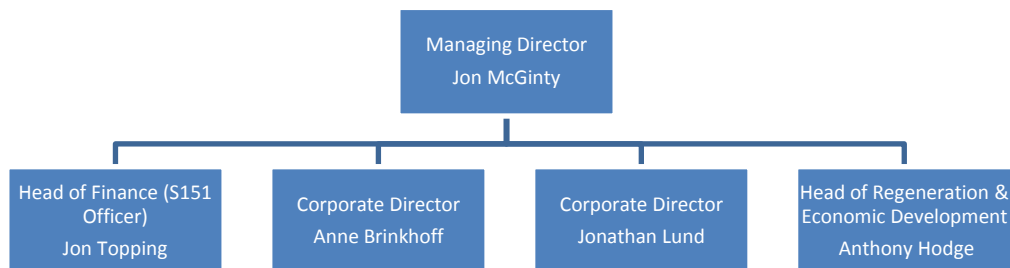 Managing Director
Jon McGinty
Head of Finance (S151
Officer)
Jon Topping
Corporate Director
Anne Brinkhoff
Corporate Director
Jonathan Lund
Head of Regeneration &
Economic Development
Anthony Hodge